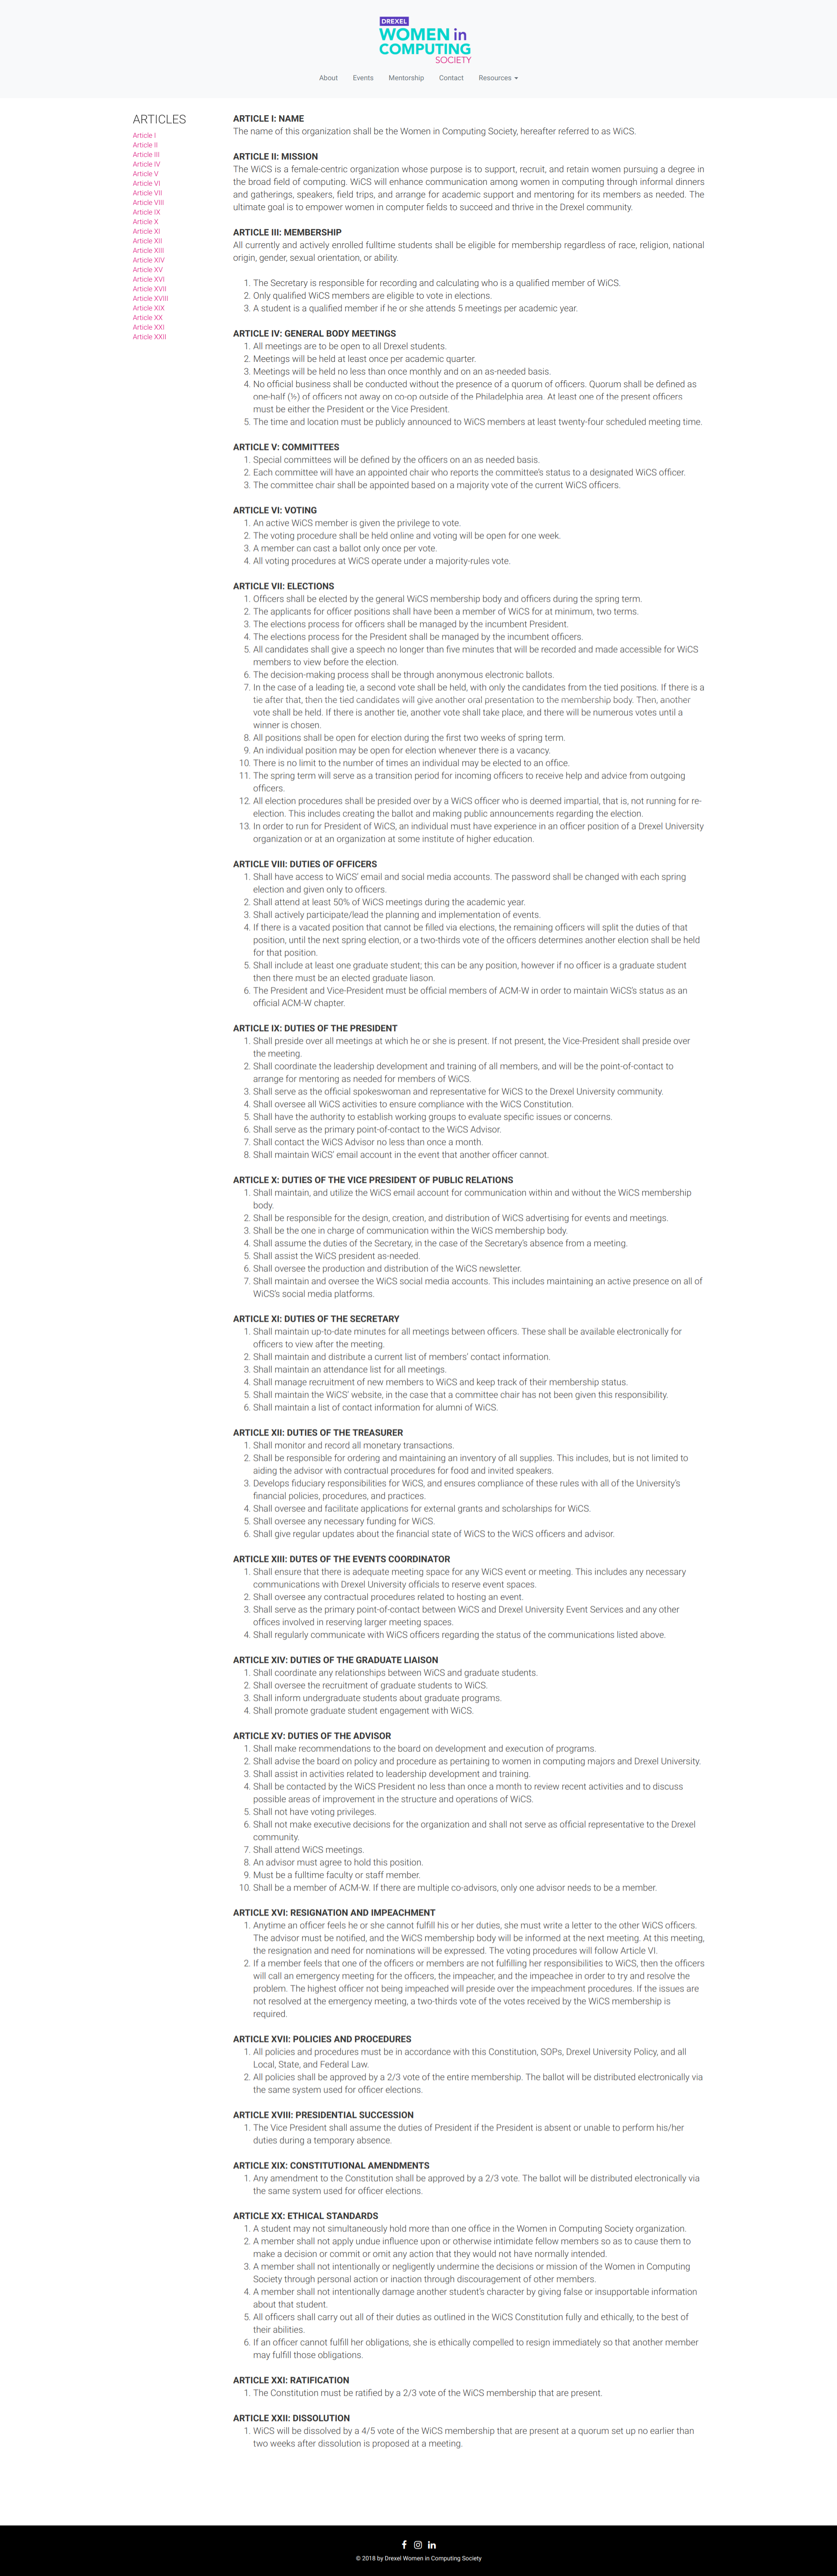 DREXEL
WOMEN in
COMPUTING
SOCIETY
About Events Mentorship Contact Resources
ARTICLES
Article I
Article II
Article III
Article IV
Article V
Article VI
Article VII
Article VIII
Article IX
Article X
Article XI
Article XII
Article XIII
Article XIV
Article XV
Article XVI
Article XVII
Article XVIII
Article XIX
Article XX
Article XXI
Article XXII
ARTICLE I: NAME
The name of this organization shall be the Women in Computing Society, hereafter referred to as WiCS.
ARTICLE II: MISSION
The WiCS is a female-centric organization whose purpose is to support, recruit, and retain women pursuing a degree in
the broad field of computing. WiCS will enhance communication among women in computing through informal dinners
and gatherings, speakers, field trips, and arrange for academic support and mentoring for its members as needed. The
ultimate goal is to empower women in computer fields to succeed and thrive in the Drexel community.
ARTICLE III: MEMBERSHIP
All currently and actively enrolled fulltime students shall be eligible for membership regardless of race, religion, national
origin, gender, sexual orientation, or ability.
1. The Secretary is responsible for recording and calculating who is a qualified member of WiCS.
2. Only qualified WiCS members are eligible to vote in elections.
3. A student is a qualified member if he or she attends 5 meetings per academic year.
ARTICLE IV: GENERAL BODY MEETINGS
1. All meetings are to be open to all Drexel students.
2. Meetings will be held at least once per academic quarter.
3. Meetings will be held no less than once monthly and on an as-needed basis.
4. No official business shall be conducted without the presence of a quorum of officers. Quorum shall be defined as
one-half (½) of officers not away on co-op outside of the Philadelphia area. At least one of the present officers
must be either the President or the Vice President.
5. The time and location must be publicly announced to WiCS members at least twenty-four scheduled meeting time.
ARTICLE V: COMMITTEES
1. Special committees will be defined by the officers on an as needed basis.
2. Each committee will have an appointed chair who reports the committee's status to a designated WiCS officer.
3. The committee chair shall be appointed based on a majority vote of the current WiCS officers.
ARTICLE VI: VOTING
1. An active WiCS member is given the privilege to vote.
2. The voting procedure shall be held online and voting will be open for one week.
3. A member can cast a ballot only once per vote.
4. All voting procedures at WiCS operate under a majority-rules vote.
ARTICLE VII: ELECTIONS
1. Officers shall be elected by the general WiCS membership body and officers during the spring term.
2. The applicants for officer positions shall have been a member of WiCS for at minimum, two terms.
3. The elections process for officers shall be managed by the incumbent President.
4. The elections process for the President shall be managed by the incumbent officers.
5. All candidates shall give a speech no longer than five minutes that will be recorded and made accessible for WiCS
members to view before the election.
6. The decision-making process shall be through anonymous electronic ballots.
7. In the case of a leading tie, a second vote shall be held, with only the candidates from the tied positions. If there is a
tie after that, then the tied candidates will give another oral presentation to the membership body. Then, another
vote shall be held. If there is another tie, another vote shall take place, and there will be numerous votes until a
winner is chosen.
8. All positions shall be open for election during the first two weeks of spring term.
9. An individual position may be open for election whenever there is a vacancy.
10. There is no limit to the number of times an individual may be elected to an office.
11. The spring term will serve as a transition period for incoming officers to receive help and advice from outgoing
officers.
12. All election procedures shall be presided over by a WiCS officer who is deemed impartial, that is, not running for re-
election. This includes creating the ballot and making public announcements regarding the election.
13. In order to run for President of WiCS, an individual must have experience in an officer position of a Drexel University
organization or at an organization at some institute of higher education.
ARTICLE VIII: DUTIES OF OFFICERS
1. Shall have access to WiCS' email and social media accounts. The password shall be changed with each spring
election and given only to officers.
2. Shall attend at least 50% of WiCS meetings during the academic year.
3. Shall actively participate/lead the planning and implementation of events.
4. If there is a vacated position that cannot be filled via elections, the remaining officers will split the duties of that
position, until the next spring election, or a two-thirds vote of the officers determines another election shall be held
for that position.
5. Shall include at least one graduate student; this can be any position, however if no officer is a graduate student
then there must be an elected graduate liason.
6. The President and Vice-President must be official members of ACM-W in order to maintain WiCS's status as an
official ACM-W chapter.
ARTICLE IX: DUTIES OF THE PRESIDENT
1. Shall preside over all meetings at which he or she is present. If not present, the Vice-President shall preside over
the meeting.
2. Shall coordinate the leadership development and training of all members, and will be the point-of-contact to
arrange for mentoring as needed for members of WiCS.
3. Shall serve as the official spokeswoman and representative for WiCS to the Drexel University community.
4. Shall oversee all WiCS activities to ensure compliance with the WiCS Constitution.
5. Shall have the authority to establish working groups to evaluate specific issues or concerns.
6. Shall serve as the primary point-of-contact to the WiCS Advisor.
7. Shall contact the WiCS Advisor no less than once a month.
8. Shall maintain WiCS' email account in the event that another officer cannot.
ARTICLE X: DUTIES OF THE VICE PRESIDENT OF PUBLIC RELATIONS
1. Shall maintain, and utilize the WiCS email account for communication within and without the WiCS membership
body.
2. Shall be responsible for the design, creation, and distribution of WiCS advertising for events and meetings.
3. Shall be the one in charge of communication within the WiCS membership body.
4. Shall assume the duties of the Secretary, in the case of the Secretary's absence from a meeting.
5. Shall assist the WiCS president as-needed.
6. Shall oversee the production and distribution of the WiCS newsletter.
7. Shall maintain and oversee the WiCS social media accounts. This includes maintaining an active presence on all of
WiCS's social media platforms.
ARTICLE XI: DUTIES OF THE SECRETARY
1. Shall maintain up-to-date minutes for all meetings between officers. These shall be available electronically for
officers to view after the meeting.
2. Shall maintain and distribute a current list of members' contact information.
3. Shall maintain an attendance list for all meetings.
4. Shall manage recruitment of new members to WiCS and keep track of their membership status.
5. Shall maintain the WiCS' website, in the case that a committee chair has not been given this responsibility.
6. Shall maintain a list of contact information for alumni of WiCS.
ARTICLE XII: DUTIES OF THE TREASURER
1. Shall monitor and record all monetary transactions.
2. Shall be responsible for ordering and maintaining an inventory of all supplies. This includes, but is not limited to
aiding the advisor with contractual procedures for food and invited speakers.
3. Develops fiduciary responsibilities for WiCS, and ensures compliance of these rules with all of the University's
financial policies, procedures, and practices.
4. Shall oversee and facilitate applications for external grants and scholarships for WiCS.
5. Shall oversee any necessary funding for WiCS.
6. Shall give regular updates about the financial state of WiCS to the WiCS officers and advisor.
ARTICLE XIII: DUTES OF THE EVENTS COORDINATOR
1. Shall ensure that there is adequate meeting space for any WiCS event or meeting. This includes any necessary
communications with Drexel University officials to reserve event spaces.
2. Shall oversee any contractual procedures related to hosting an event.
3. Shall serve as the primary point-of-contact between WiCS and Drexel University Event Services and any other
offices involved in reserving larger meeting spaces.
4. Shall regularly communicate with WiCS officers regarding the status of the communications listed above.
ARTICLE XIV: DUTIES OF THE GRADUATE LIAISON
1. Shall coordinate any relationships between WiCS and graduate students.
2. Shall oversee the recruitment of graduate students to WiCS.
3. Shall inform undergraduate students about graduate programs.
4. Shall promote graduate student engagement with WiCS.
ARTICLE XV: DUTIES OF THE ADVISOR
1. Shall make recommendations to the board on development and execution of programs.
2. Shall advise the board on policy and procedure as pertaining to women in computing majors and Drexel University.
3. Shall assist in activities related to leadership development and training.
4. Shall be contacted by the WiCS President no less than once a month to review recent activities and to discuss
possible areas of improvement in the structure and operations of WiCS.
5. Shall not have voting privileges.
6. Shall not make executive decisions for the organization and shall not serve as official representative to the Drexel
community.
7. Shall attend WiCS meetings.
8. An advisor must agree to hold this position.
9. Must be a fulltime faculty or staff member.
10. Shall be a member of ACM-W. If there are multiple co-advisors, only one advisor needs to be a member.
ARTICLE XVI: RESIGNATION AND IMPEACHMENT
1. Anytime an officer feels he or she cannot fulfill his or her duties, she must write a letter to the other WiCS officers.
The advisor must be notified, and the WiCS membership body will be informed at the next meeting. At this meeting,
the resignation and need for nominations will be expressed. The voting procedures will follow Article VI.
2. If a member feels that one of the officers or members are not fulfilling her responsibilities to WiCS, then the officers
will call an emergency meeting for the officers, the impeacher, and the impeachee in order to try and resolve the
problem. The highest officer not being impeached will preside over the impeachment procedures. If the issues are
not resolved at the emergency meeting, a two-thirds vote of the votes received by the WiCS membership is
required.
ARTICLE XVII: POLICIES AND PROCEDURES
1. All policies and procedures must be in accordance with this Constitution, SOPs, Drexel University Policy, and all
Local, State, and Federal Law.
2. All policies shall be approved by a 2/3 vote of the entire membership. The ballot will be distributed electronically via
the same system used for officer elections.
ARTICLE XVIII: PRESIDENTIAL SUCCESSION
1. The Vice President shall assume the duties of President if the President is absent or unable to perform his/her
duties during a temporary absence.
ARTICLE XIX: CONSTITUTIONAL AMENDMENTS
1. Any amendment to the Constitution shall be approved by a 2/3 vote. The ballot will be distributed electronically via
the same system used for officer elections.
ARTICLE XX: ETHICAL STANDARDS
1. A student may not simultaneously hold more than one office in the Women in Computing Society organization.
2. A member shall not apply undue influence upon or otherwise intimidate fellow members so as to cause them to
make a decision or commit or omit any action that they would not have normally intended.
3. A member shall not intentionally or negligently undermine the decisions or mission of the Women in Computing
Society through personal action or inaction through discouragement of other members.
4. A member shall not intentionally damage another student's character by giving false or insupportable information
about that student.
5. All officers shall carry out all of their duties as outlined in the WiCS Constitution fully and ethically, to the best of
their abilities.
6. If an officer cannot fulfill her obligations, she is ethically compelled to resign immediately so that another member
may fulfill those obligations.
ARTICLE XXI: RATIFICATION
1. The Constitution must be ratified by a 2/3 vote of the WiCS membership that are present.
ARTICLE XXII: DISSOLUTION
1. WiCS will be dissolved by a 4/5 vote of the WiCS membership that are present at a quorum set up no earlier than
two weeks after dissolution is proposed at a meeting.
© 2018 by Drexel Women in Computing Society